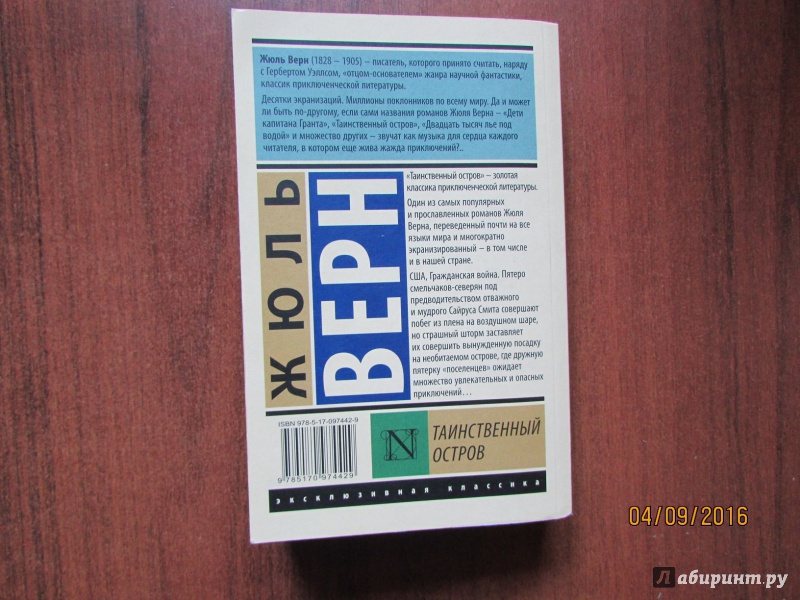 Жюль Верн (1828 – 1905) – писатель, которого принято считать, наряду
с Гербертом Уэллсом, «отцом-основателем» жанра научной фантастики,
классик приключенческой литературы.
Десятки экранизаций. Миллионы поклонников по всему миру. Да и может
ли быть по-другому, если сами названия романов Жюля Верна – «Дети
капитана Гранта», «Таинственный остров», «Двадцать тысяч лье под
водой» и множество других – звучат как музыка для сердца каждого
читателя, в котором еще жива жажда приключений?..
ЖЮЛЬ
ВЕРН
«Таинственный остров» – золотая
классика приключенческой литературы.
Один из самых популярных
и прославленных романов Жюля
Верна, переведенный почти на все
языки мира и многократно
экранизированный – в том числе
и в нашей стране.
США, Гражданская война. Пятеро
смельчаков-северян под
предводительством отважного
и мудрого Сайруса Смита совершают
побег из плена на воздушном шаре,
но страшный шторм заставляет
их совершить вынужденную посадку
на необитаемом острове, где дружную
пятерку «поселенцев» ожидает
множество увлекательных и опасных
приключений…
ISBN 978-5-17-097442-9
9 785170 974429
N
ТАИНСТВЕННЫЙ
ОСТРОВ
эксклюзивная классика
04/09/2016
Лабиринт.ру